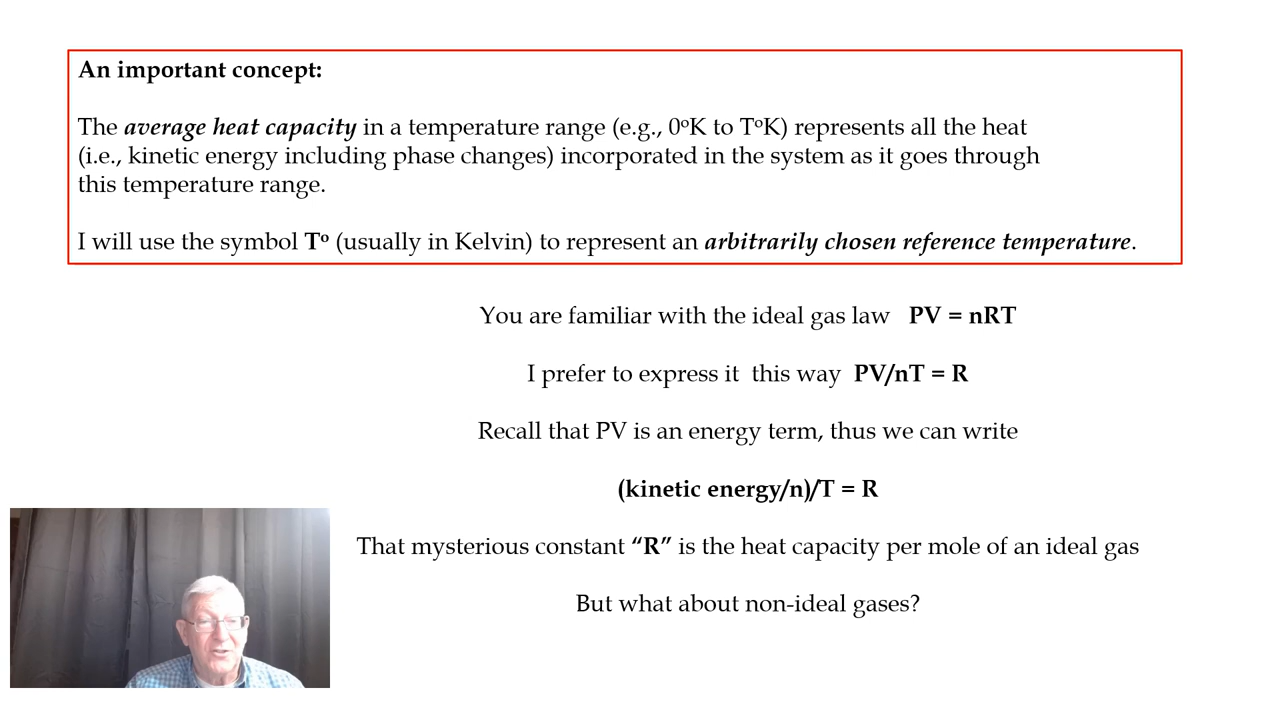 An important concept:
The average heat capacity in a temperature range (e.g., 0ºK to TºK) represents all the heat
(i.e., kinetic energy including phase changes) incorporated in the system as it goes through
this temperature range.
I will use the symbol Tº (usually in Kelvin) to represent an arbitrarily chosen reference temperature.
You are familiar with the ideal gas law PV = nRT
I prefer to express it this way PV/nT = R
Recall that PV is an energy term, thus we can write
(kinetic energy/n)/T = R
That mysterious constant “R” is the heat capacity per mole of an ideal gas
But what about non-ideal gases?